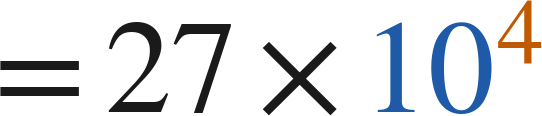 = 27 × 10⁴